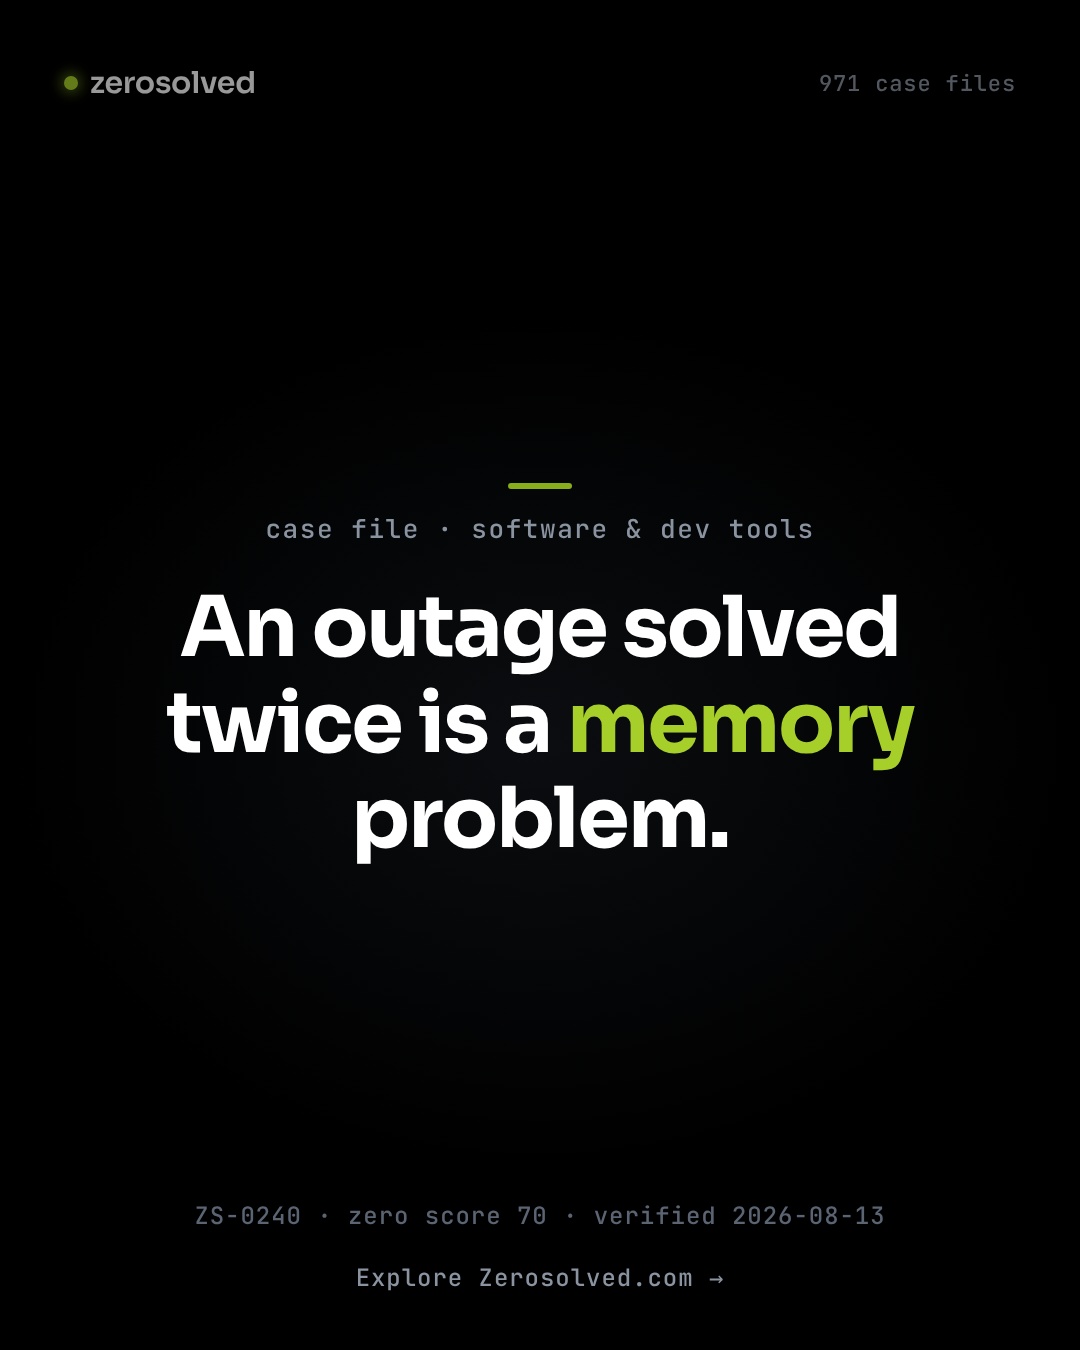 zerosolved
971 case files
case file · software & dev tools
An outage solved
twice is a memory
problem.
ZS-0240 · zero score 70 · verified 2026-08-13
Explore Zerosolved.com →